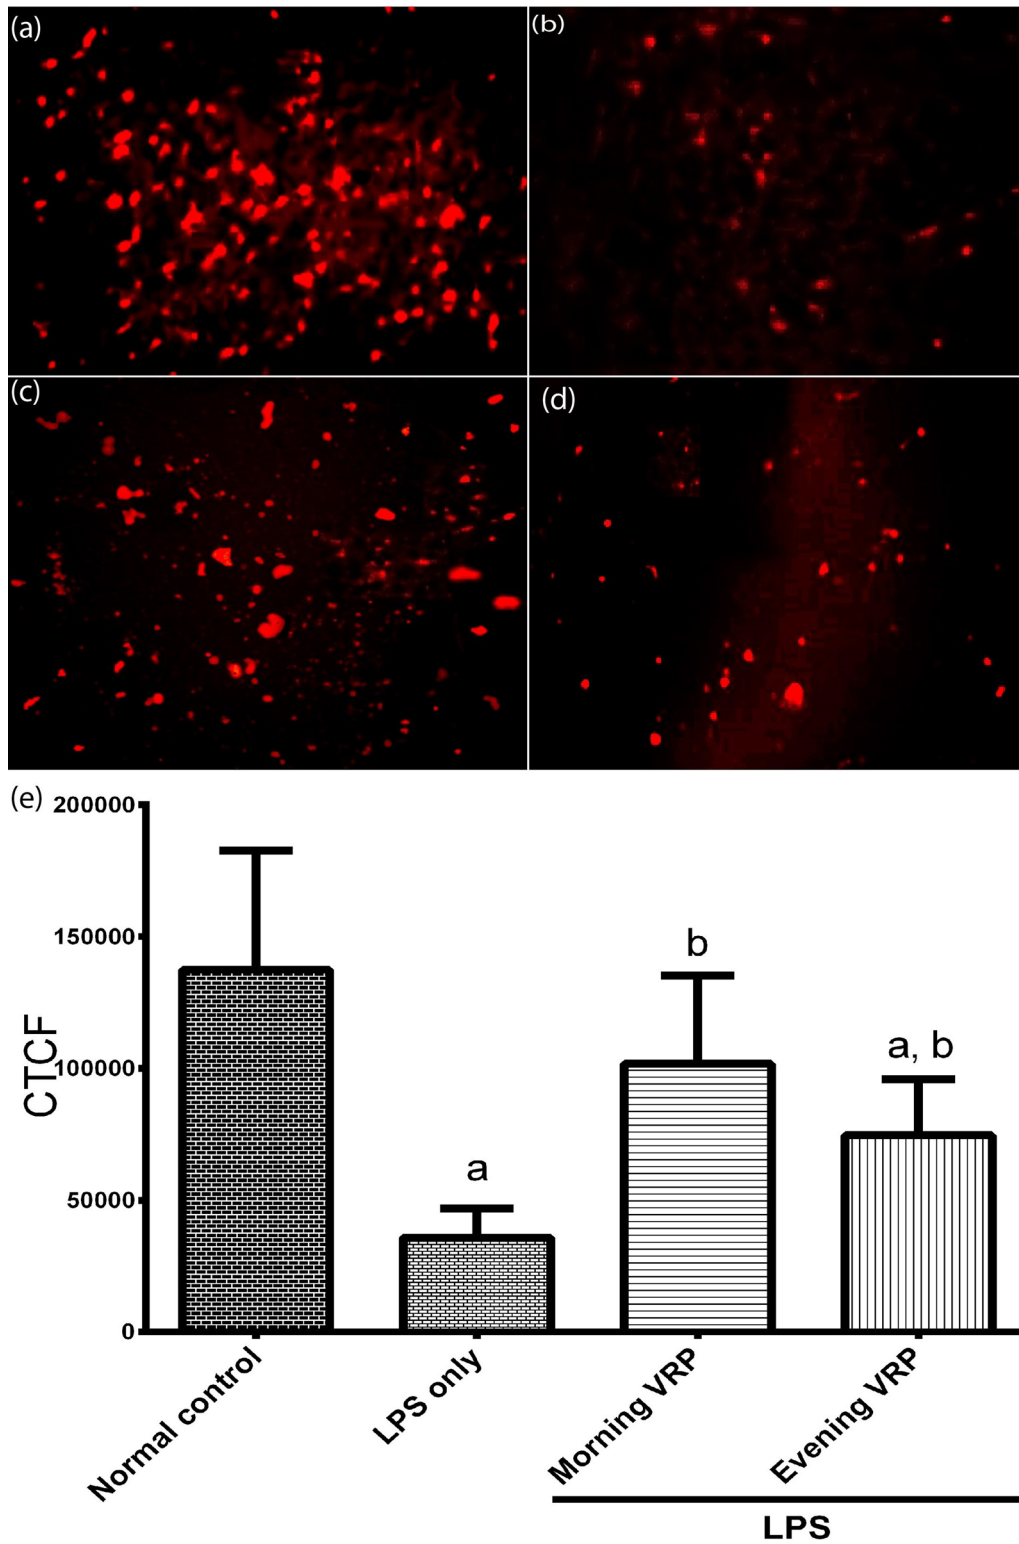 (a)
(b)
(c)
(d)
(e)
200000
150000
100000
50000
0
CTCF
a
b
a, b
Normal control
LPS only
Morning VRP
Evening VRP
LPS